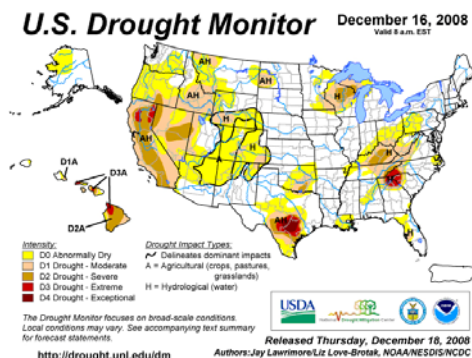 U.S. Drought Monitor
December 16, 2008
Valid 8 a.m. EST
AH
H
AH
AH
H
H
AH
A
H
H
H
AH
H
D1A
D3A
D2A
Intensity:
D0 Abnormally Dry
D1 Drought - Moderate
D2 Drought - Severe
D3 Drought - Extreme
D4 Drought - Exceptional
Drought Impact Types:
Delineates dominant impacts
A = Agricultural (crops, pastures,
grasslands)
H = Hydrological (water)
The Drought Monitor focuses on broad-scale conditions.
Local conditions may vary. See accompanying text summary
for forecast statements.
http://drought.unl.edu/dm
USDA
National Drought Mitigation Center
Released Thursday, December 18, 2008
Authors:Jay Lawrimore/Liz Love-Brotak, NOAA/NESDIS/NCDC